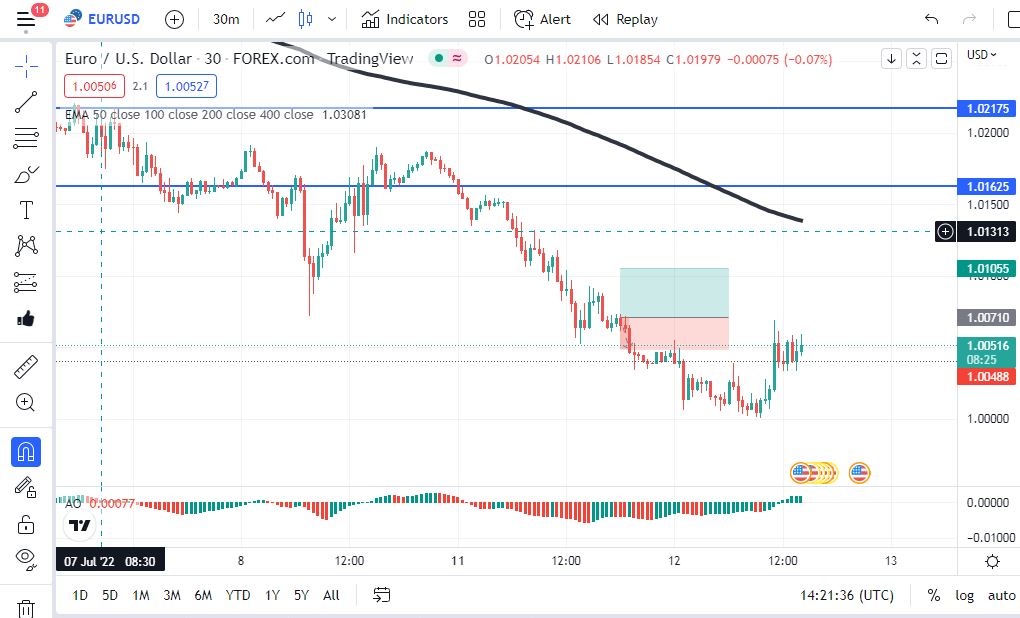 11 EURUSD 30m Indicators Alert Replay
Euro / U.S. Dollar · 30 · FOREX.com TradingView ≈ O1.02054 H1.02106 L1.01854 C1.01979 −0.00075 (−0.07%) USD
1.00506 2.1 1.00527
EMA 50 close 100 close 200 close 400 close 1.03081
1.02175
1.02000
1.01625
1.01500
1.01313
1.01055
1.00710
1.00516
08:25
1.00488
1.00000
AO 0.00077
0.00000
−0.01000
07 Jul '22 08:30 8 12:00 11 12:00 12 12:00 13
T
1D 5D 1M 3M 6M YTD 1Y 5Y All 14:21:36 (UTC) % log auto